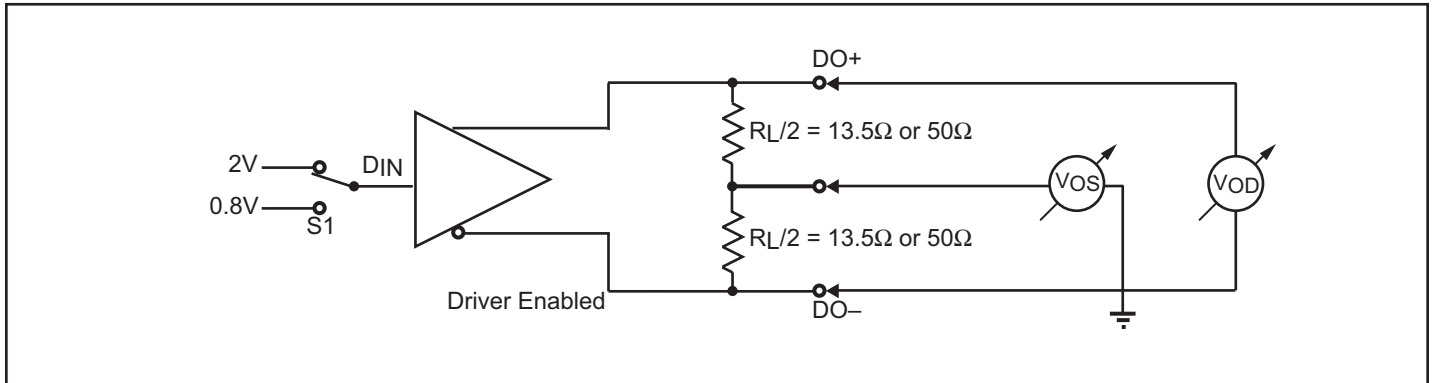 DO+
RL/2 = 13.5Ω or 50Ω
2V
DIN
VOS
VOD
0.8V
S1
RL/2 = 13.5Ω or 50Ω
Driver Enabled
DO–